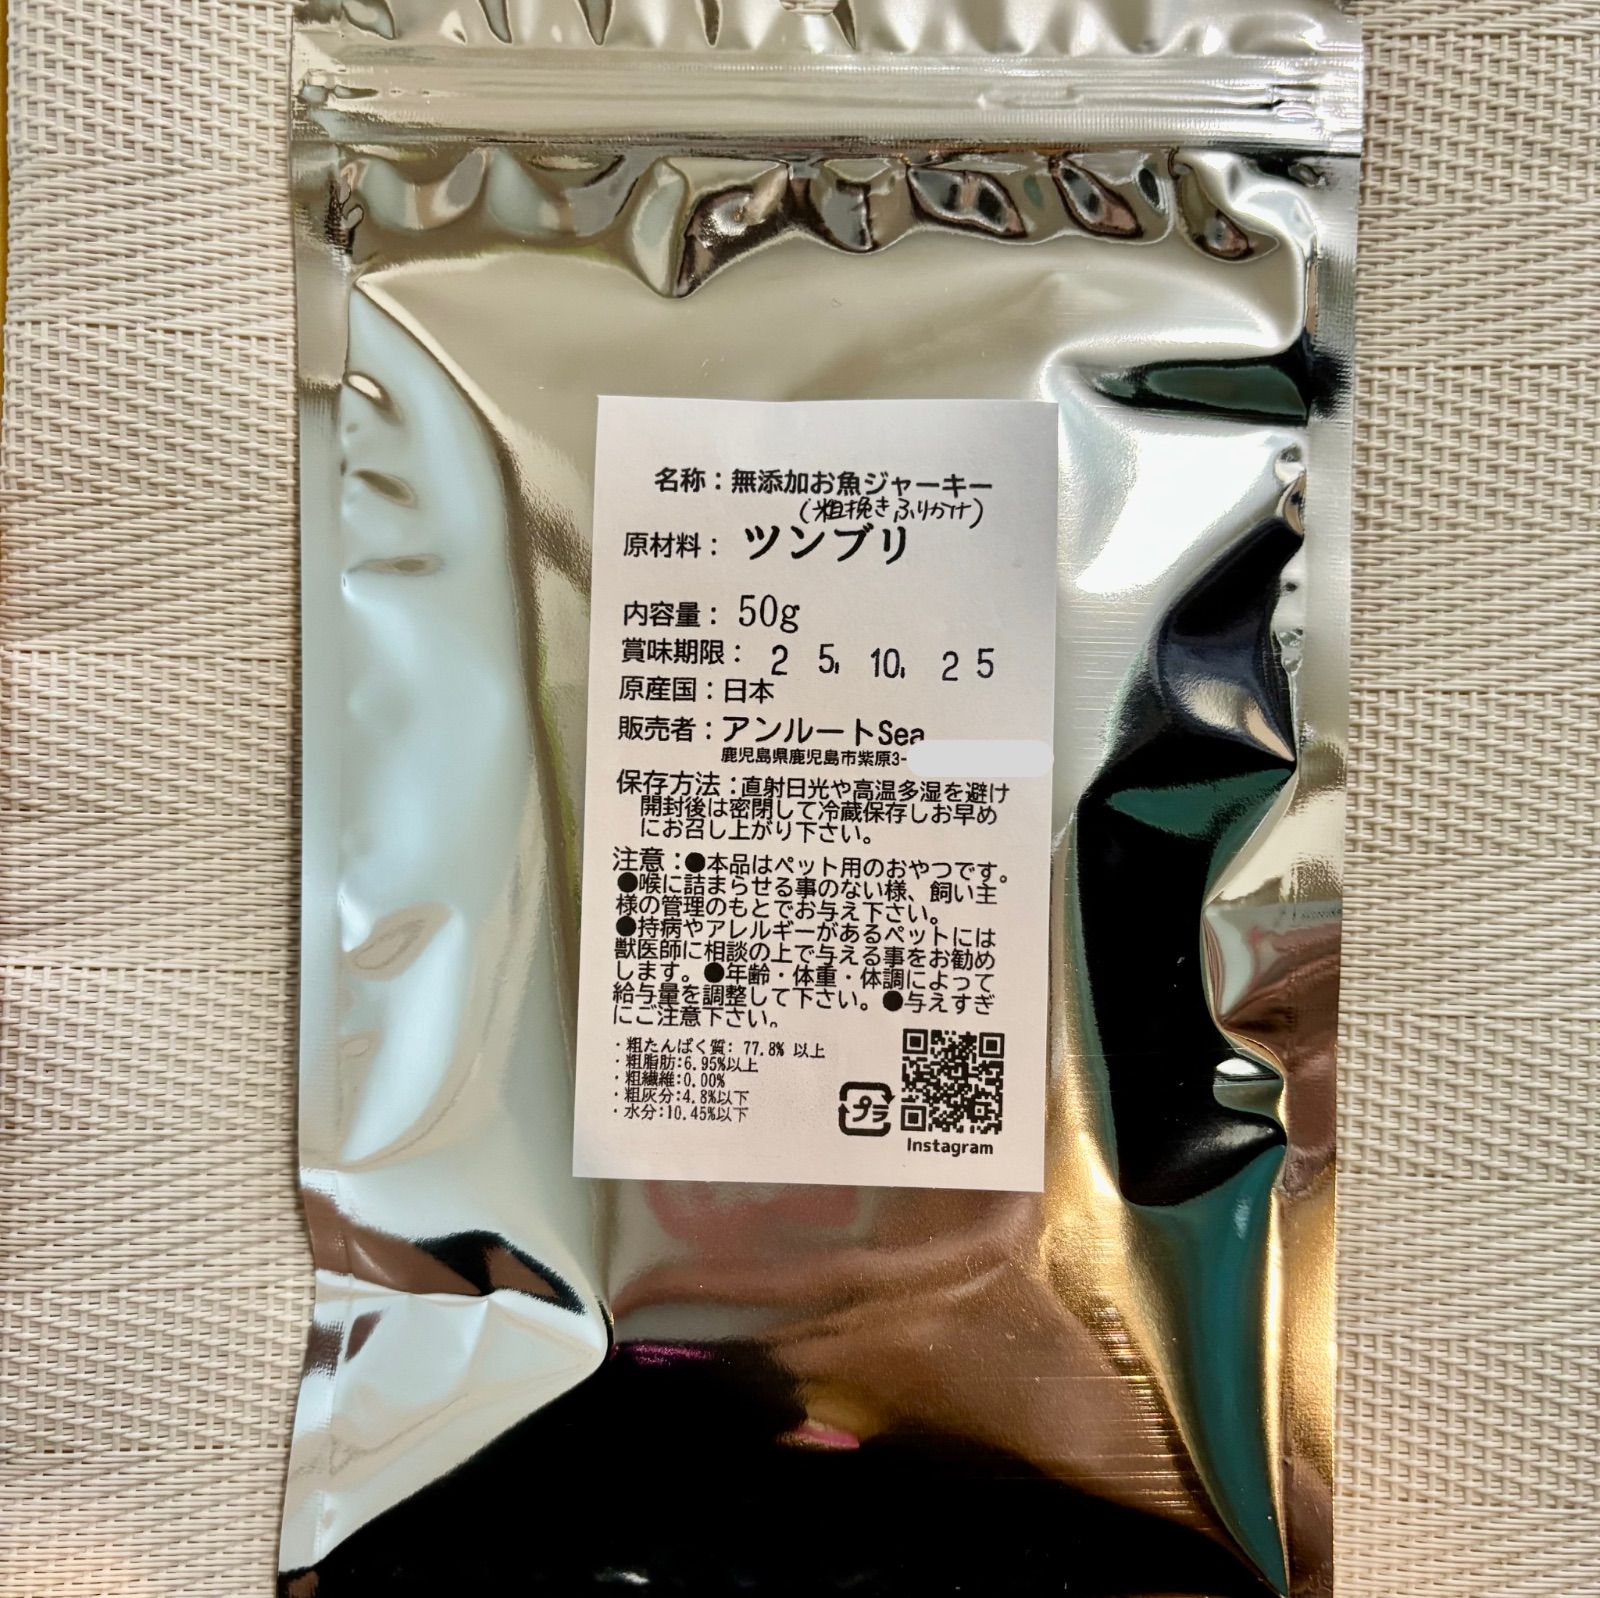 名称：無添加お魚ジャーキー
（粗挽きふりかけ）
原材料：ツンブリ
内容量：50g
賞味期限：25,10,25
原産国：日本
販売者：アンルートSea
鹿児島県鹿児島市紫原3-
保存方法：直射日光や高温多湿を避け
開封後は密閉して冷蔵保存しお早め
にお召し上がり下さい。
注意：●本品はペット用のおやつです。
●喉に詰まらせる事のない様、飼い主
様の管理のもとでお与え下さい。
●持病やアレルギーがあるペットには
獣医師に相談の上で与える事をお勧め
します。●年齢・体重・体調によって
給与量を調整して下さい。●与えすぎ
にご注意下さい。
・粗たんぱく質：77.8% 以上
・粗脂肪：6.95%以上
・粗繊維：0.00%
・粗灰分：4.8%以下
・水分：10.45%以下
プラ
Instagram